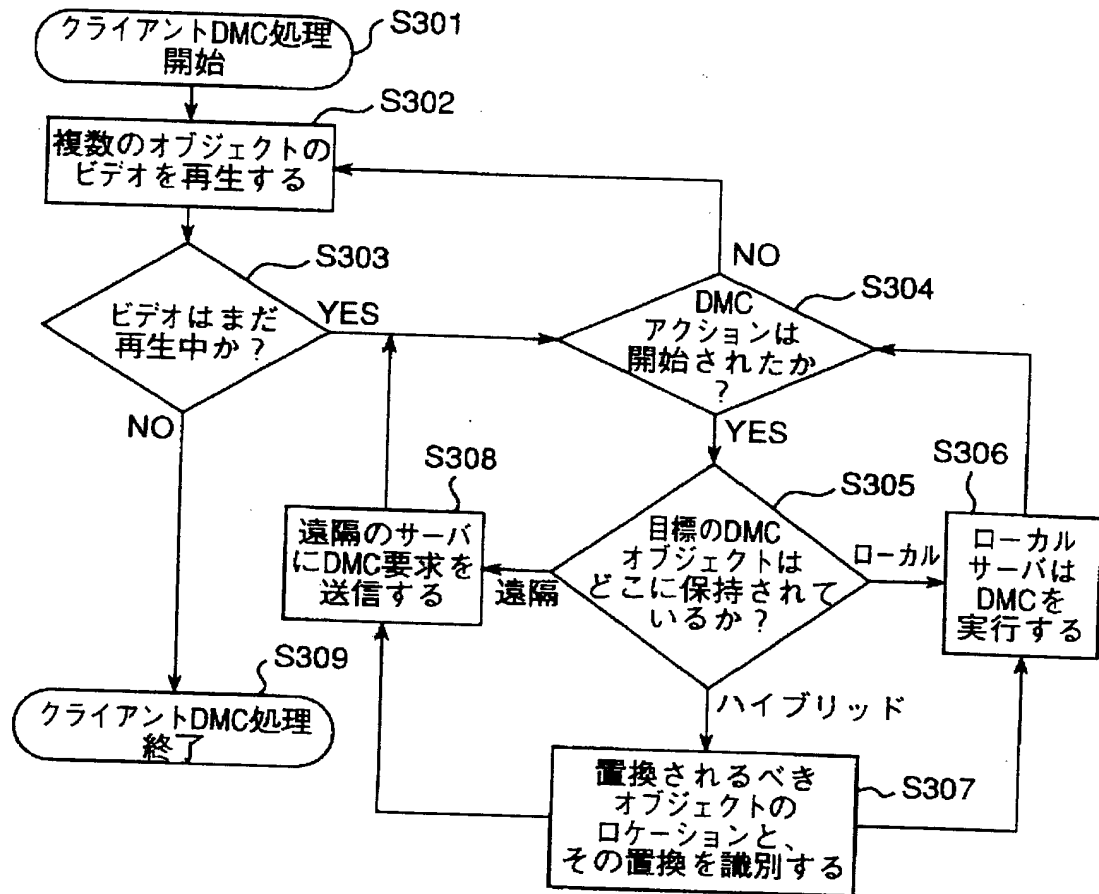 クライアントDMC処理
開始
S301
S302
複数のオブジェクトの
ビデオを再生する
S303
ビデオはまだ
再生中か？
YES
NO
NO
S304
DMC
アクションは
開始されたか
？
YES
S305
目標のDMC
オブジェクトは
どこに保持されて
いるか？
ローカル
遠隔
ハイブリッド
S306
ローカル
サーバは
DMCを
実行する
S308
遠隔のサーバ
にDMC要求を
送信する
S307
置換されるべき
オブジェクトの
ロケーションと、
その置換を識別する
S309
クライアントDMC処理
終了